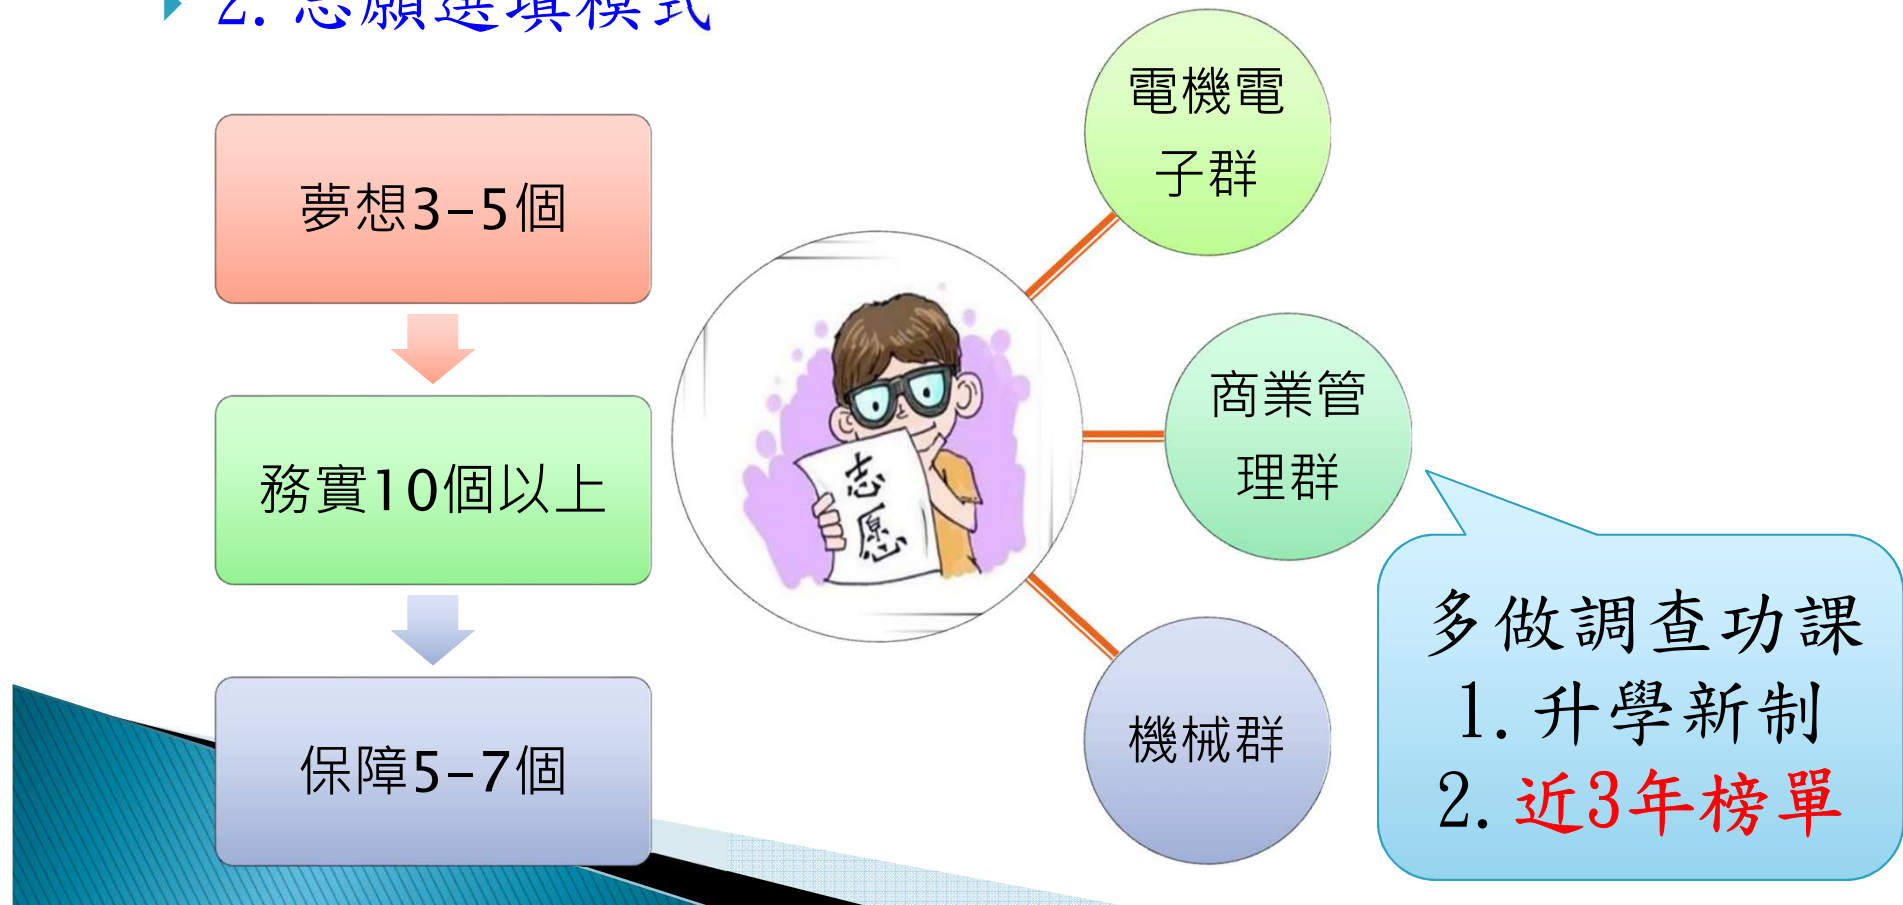 2. 志願選填模式
夢想3-5個
務實10個以上
保障5-7個
志
愿
電機電
子群
商業管
理群
機械群
多做調查功課
1. 升學新制
2. 近3年榜單